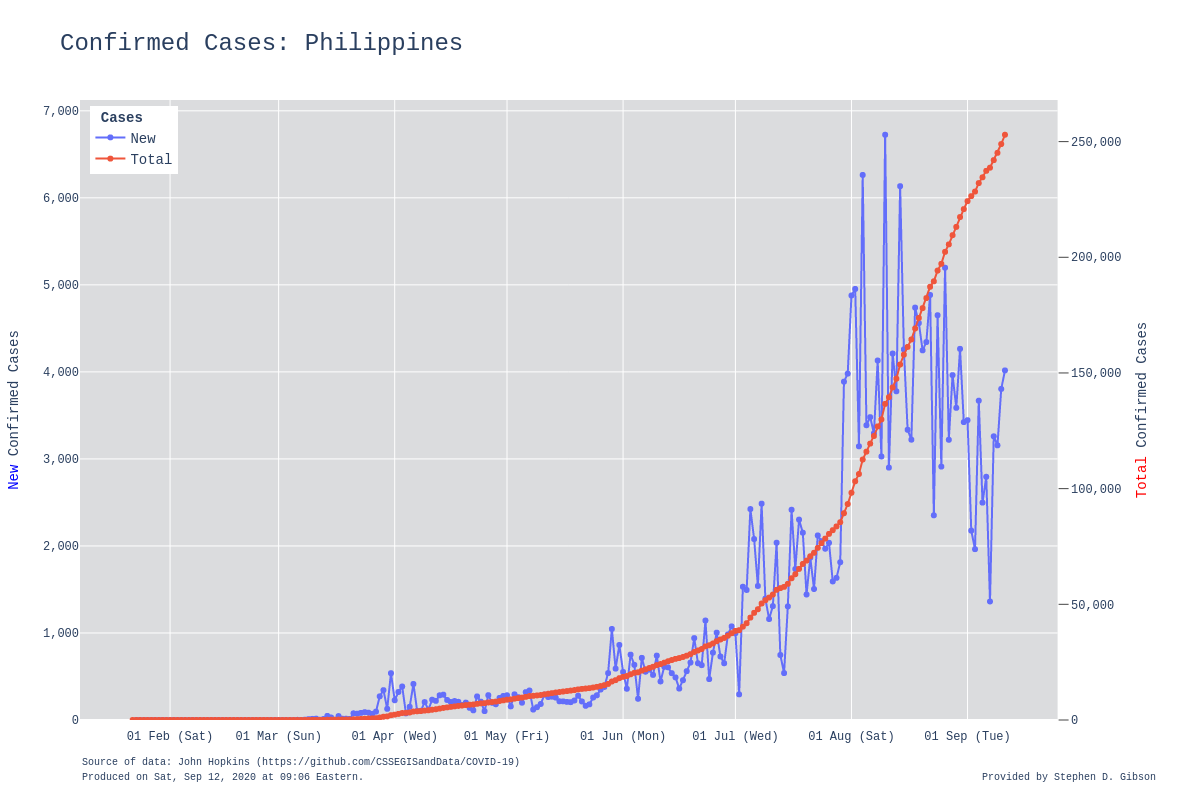 Confirmed Cases: Philippines
Cases
New
Total
7,000
6,000
5,000
4,000
3,000
2,000
1,000
0
New Confirmed Cases
250,000
200,000
150,000
100,000
50,000
0
Total Confirmed Cases
01 Feb (Sat) 01 Mar (Sun) 01 Apr (Wed) 01 May (Fri) 01 Jun (Mon) 01 Jul (Wed) 01 Aug (Sat) 01 Sep (Tue)
Source of data: John Hopkins (https://github.com/CSSEGISandData/COVID-19)
Produced on Sat, Sep 12, 2020 at 09:06 Eastern.
Provided by Stephen D. Gibson